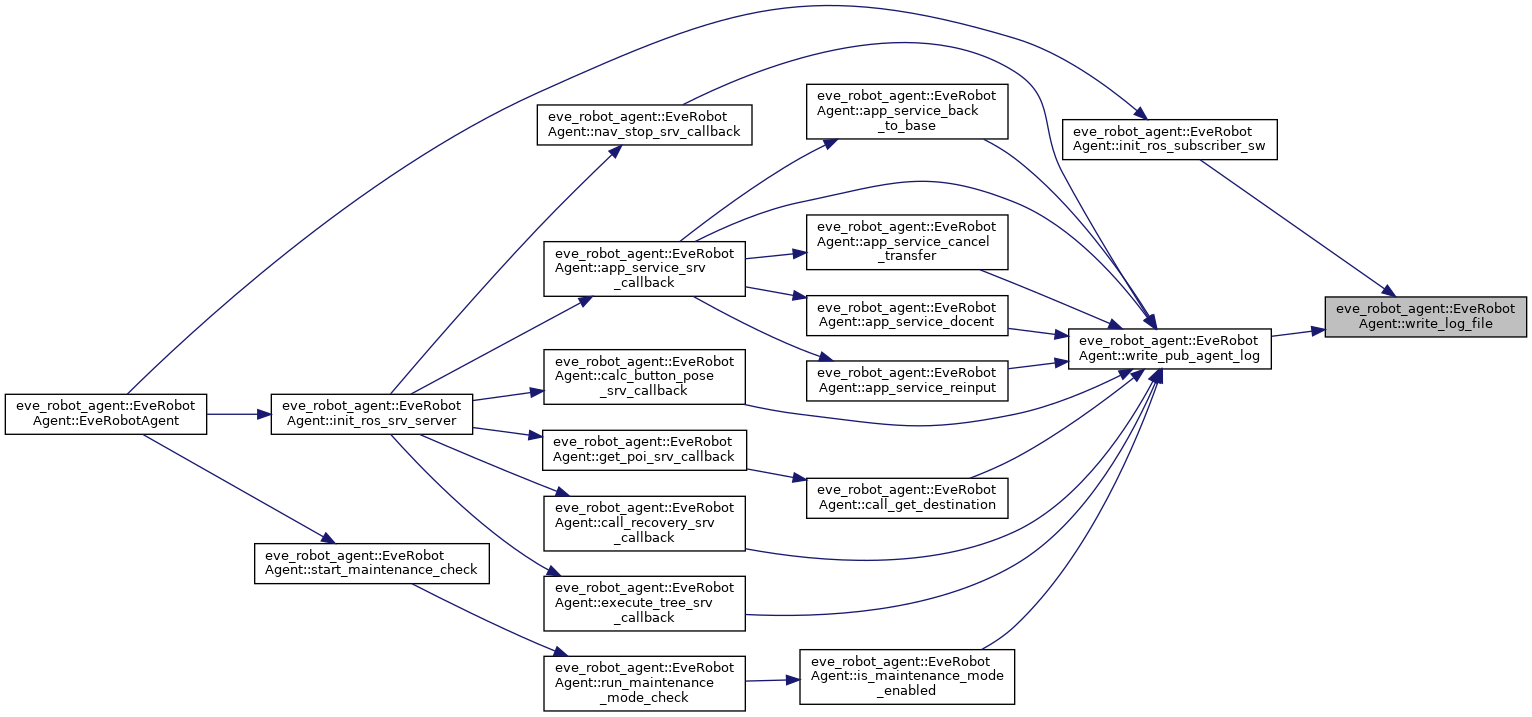 eve_robot_agent::EveRobot
Agent::EveRobotAgent
eve_robot_agent::EveRobot
Agent::init_ros_srv_server
eve_robot_agent::EveRobot
Agent::start_maintenance_check
eve_robot_agent::EveRobot
Agent::nav_stop_srv_callback
eve_robot_agent::EveRobot
Agent::app_service_srv
_callback
eve_robot_agent::EveRobot
Agent::calc_button_pose
_srv_callback
eve_robot_agent::EveRobot
Agent::get_poi_srv_callback
eve_robot_agent::EveRobot
Agent::call_recovery_srv
_callback
eve_robot_agent::EveRobot
Agent::execute_tree_srv
_callback
eve_robot_agent::EveRobot
Agent::run_maintenance
_mode_check
eve_robot_agent::EveRobot
Agent::app_service_back
_to_base
eve_robot_agent::EveRobot
Agent::app_service_cancel
_transfer
eve_robot_agent::EveRobot
Agent::app_service_docent
eve_robot_agent::EveRobot
Agent::app_service_reinput
eve_robot_agent::EveRobot
Agent::call_get_destination
eve_robot_agent::EveRobot
Agent::is_maintenance_mode
_enabled
eve_robot_agent::EveRobot
Agent::init_ros_subscriber_sw
eve_robot_agent::EveRobot
Agent::write_pub_agent_log
eve_robot_agent::EveRobot
Agent::write_log_file